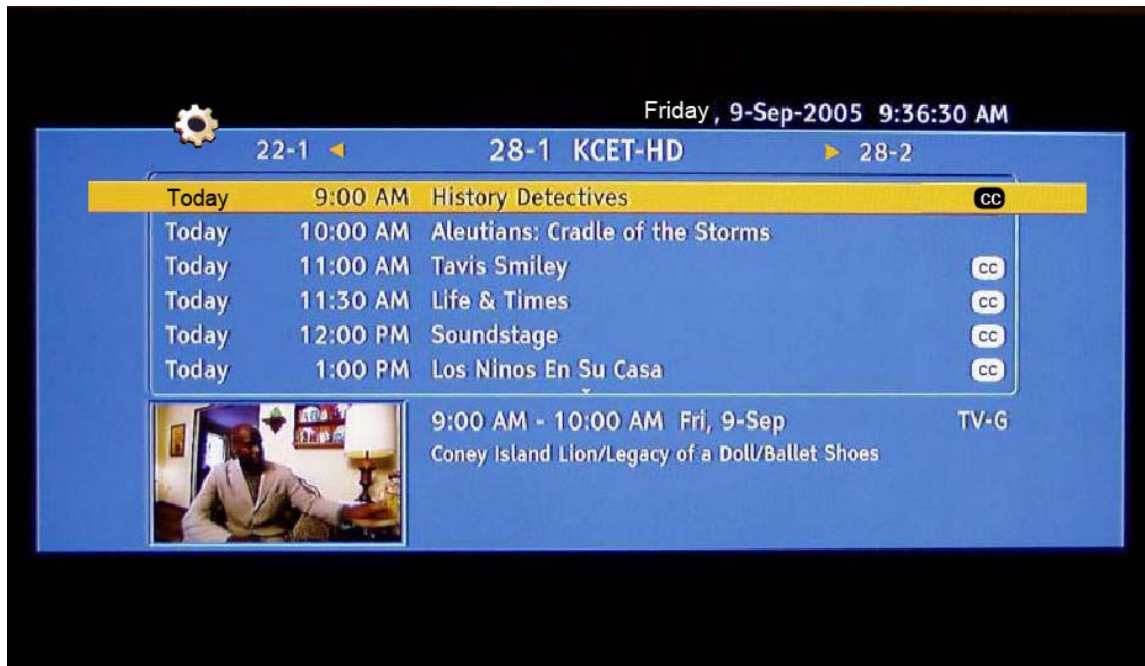 Friday, 9-Sep-2005 9:36:30 AM
22-1 28-1 KCET-HD 28-2
Today 9:00 AM History Detectives CC
Today 10:00 AM Aleutians: Cradle of the Storms
Today 11:00 AM Tavis Smiley CC
Today 11:30 AM Life & Times CC
Today 12:00 PM Soundstage CC
Today 1:00 PM Los Ninos En Su Casa CC
9:00 AM - 10:00 AM Fri, 9-Sep TV-G
Coney Island Lion/Legacy of a Doll/Ballet Shoes